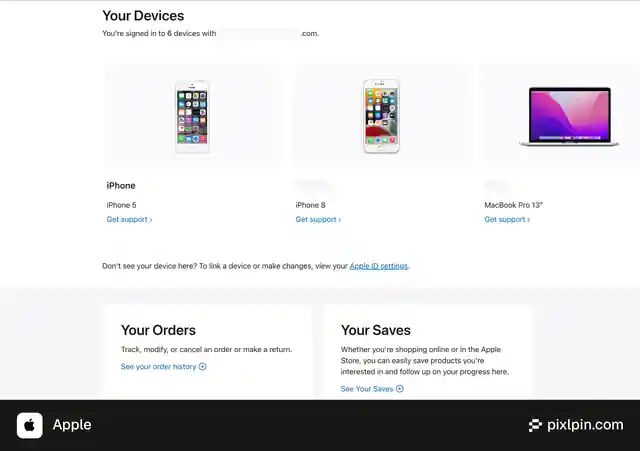 Your Devices
You're signed in to 6 devices with .com.
iPhone
iPhone 5
Get support ›
iPhone 8
Get support ›
MacBook Pro 13"
Get support ›
Don't see your device here? To link a device or make changes, view your Apple ID settings.
Your Orders
Track, modify, or cancel an order or make a return.
See your order history
Your Saves
Whether you're shopping online or in the Apple
Store, you can easily save products you're
interested in and follow up on your progress here.
See Your Saves
Apple
pixlpin.com